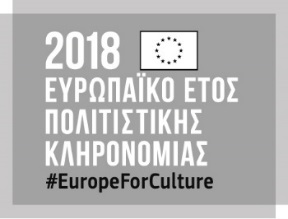 2018
ΕΥΡΩΠΑΪΚΟ ΕΤΟΣ
ΠΟΛΙΤΙΣΤΙΚΗΣ
ΚΛΗΡΟΝΟΜΙΑΣ
#EuropeForCulture